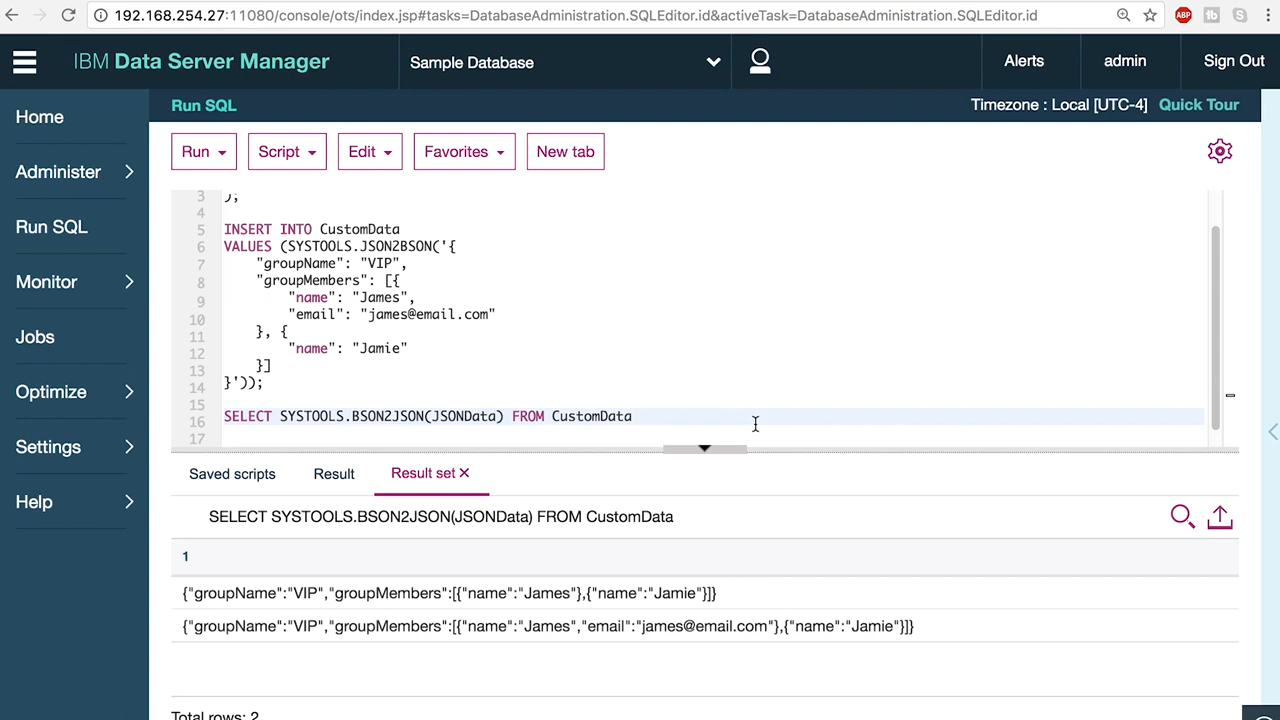 192.168.254.27:11080/console/ots/index.jsp#tasks=DatabaseAdministration.SQLEditor.id&activeTask=DatabaseAdministration.SQLEditor.id
ABP
IBM Data Server Manager
Sample Database
Alerts
admin
Sign Out
Home
Administer
Run SQL
Monitor
Jobs
Optimize
Settings
Help
Run SQL
Timezone : Local [UTC-4] Quick Tour
Run
Script
Edit
Favorites
New tab
3 );
4
5 INSERT INTO CustomData
6 VALUES (SYSTOOLS.JSON2BSON('{
7 "groupName": "VIP",
8 "groupMembers": [{
9 "name": "James",
10 "email": "james@email.com"
11 }, {
12 "name": "Jamie"
13 }]
14 }'));
15
16 SELECT SYSTOOLS.BSON2JSON(JSONData) FROM CustomData
17
Saved scripts
Result
Result set ×
SELECT SYSTOOLS.BSON2JSON(JSONData) FROM CustomData
1
{"groupName":"VIP","groupMembers":[{"name":"James"},{"name":"Jamie"}]}
{"groupName":"VIP","groupMembers":[{"name":"James","email":"james@email.com"},{"name":"Jamie"}]}
Total rows: 2